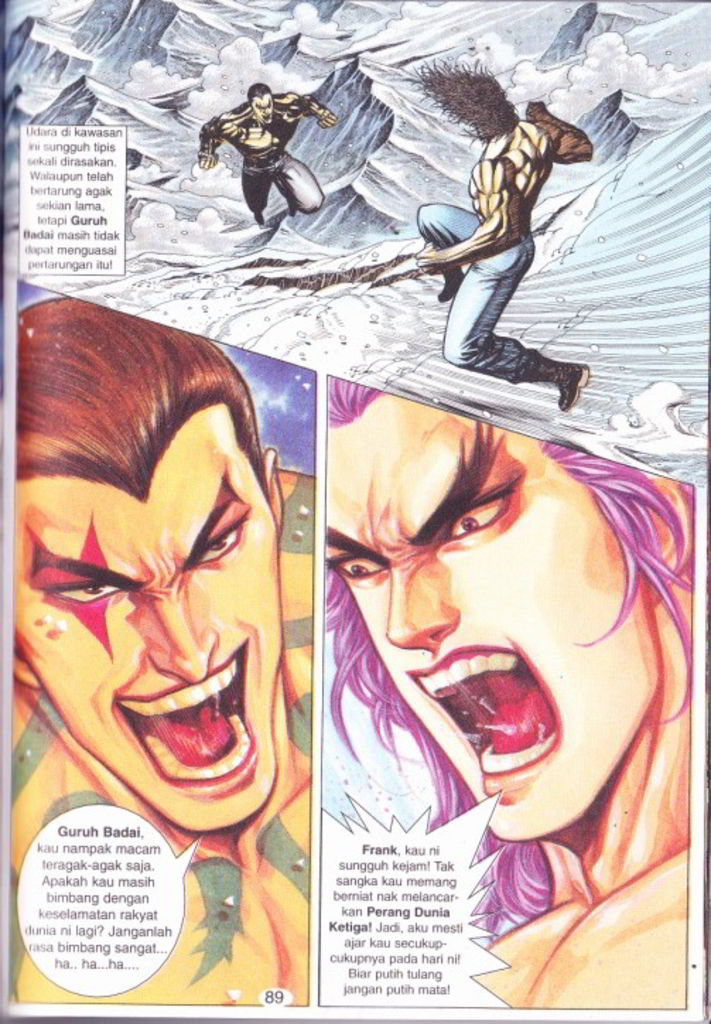 Udara di kawasan
ini sungguh tipis
sekali dirasakan.
Walaupun telah
bertarung agak
sekian lama,
tetapi Guruh
Badai masih tidak
dapat menguasai
pertarungan itu!
Guruh Badai,
kau nampak macam
teragak-agak saja.
Apakah kau masih
bimbang dengan
keselamatan rakyat
dunia ni lagi? Janganlah
rasa bimbang sangat...
ha.. ha...ha....
Frank, kau ni
sungguh kejam! Tak
sangka kau memang
berniat nak melancar-
kan Perang Dunia
Ketiga! Jadi, aku mesti
ajar kau secukup-
cukupnya pada hari ni!
Biar putih tulang
jangan putih mata!
89